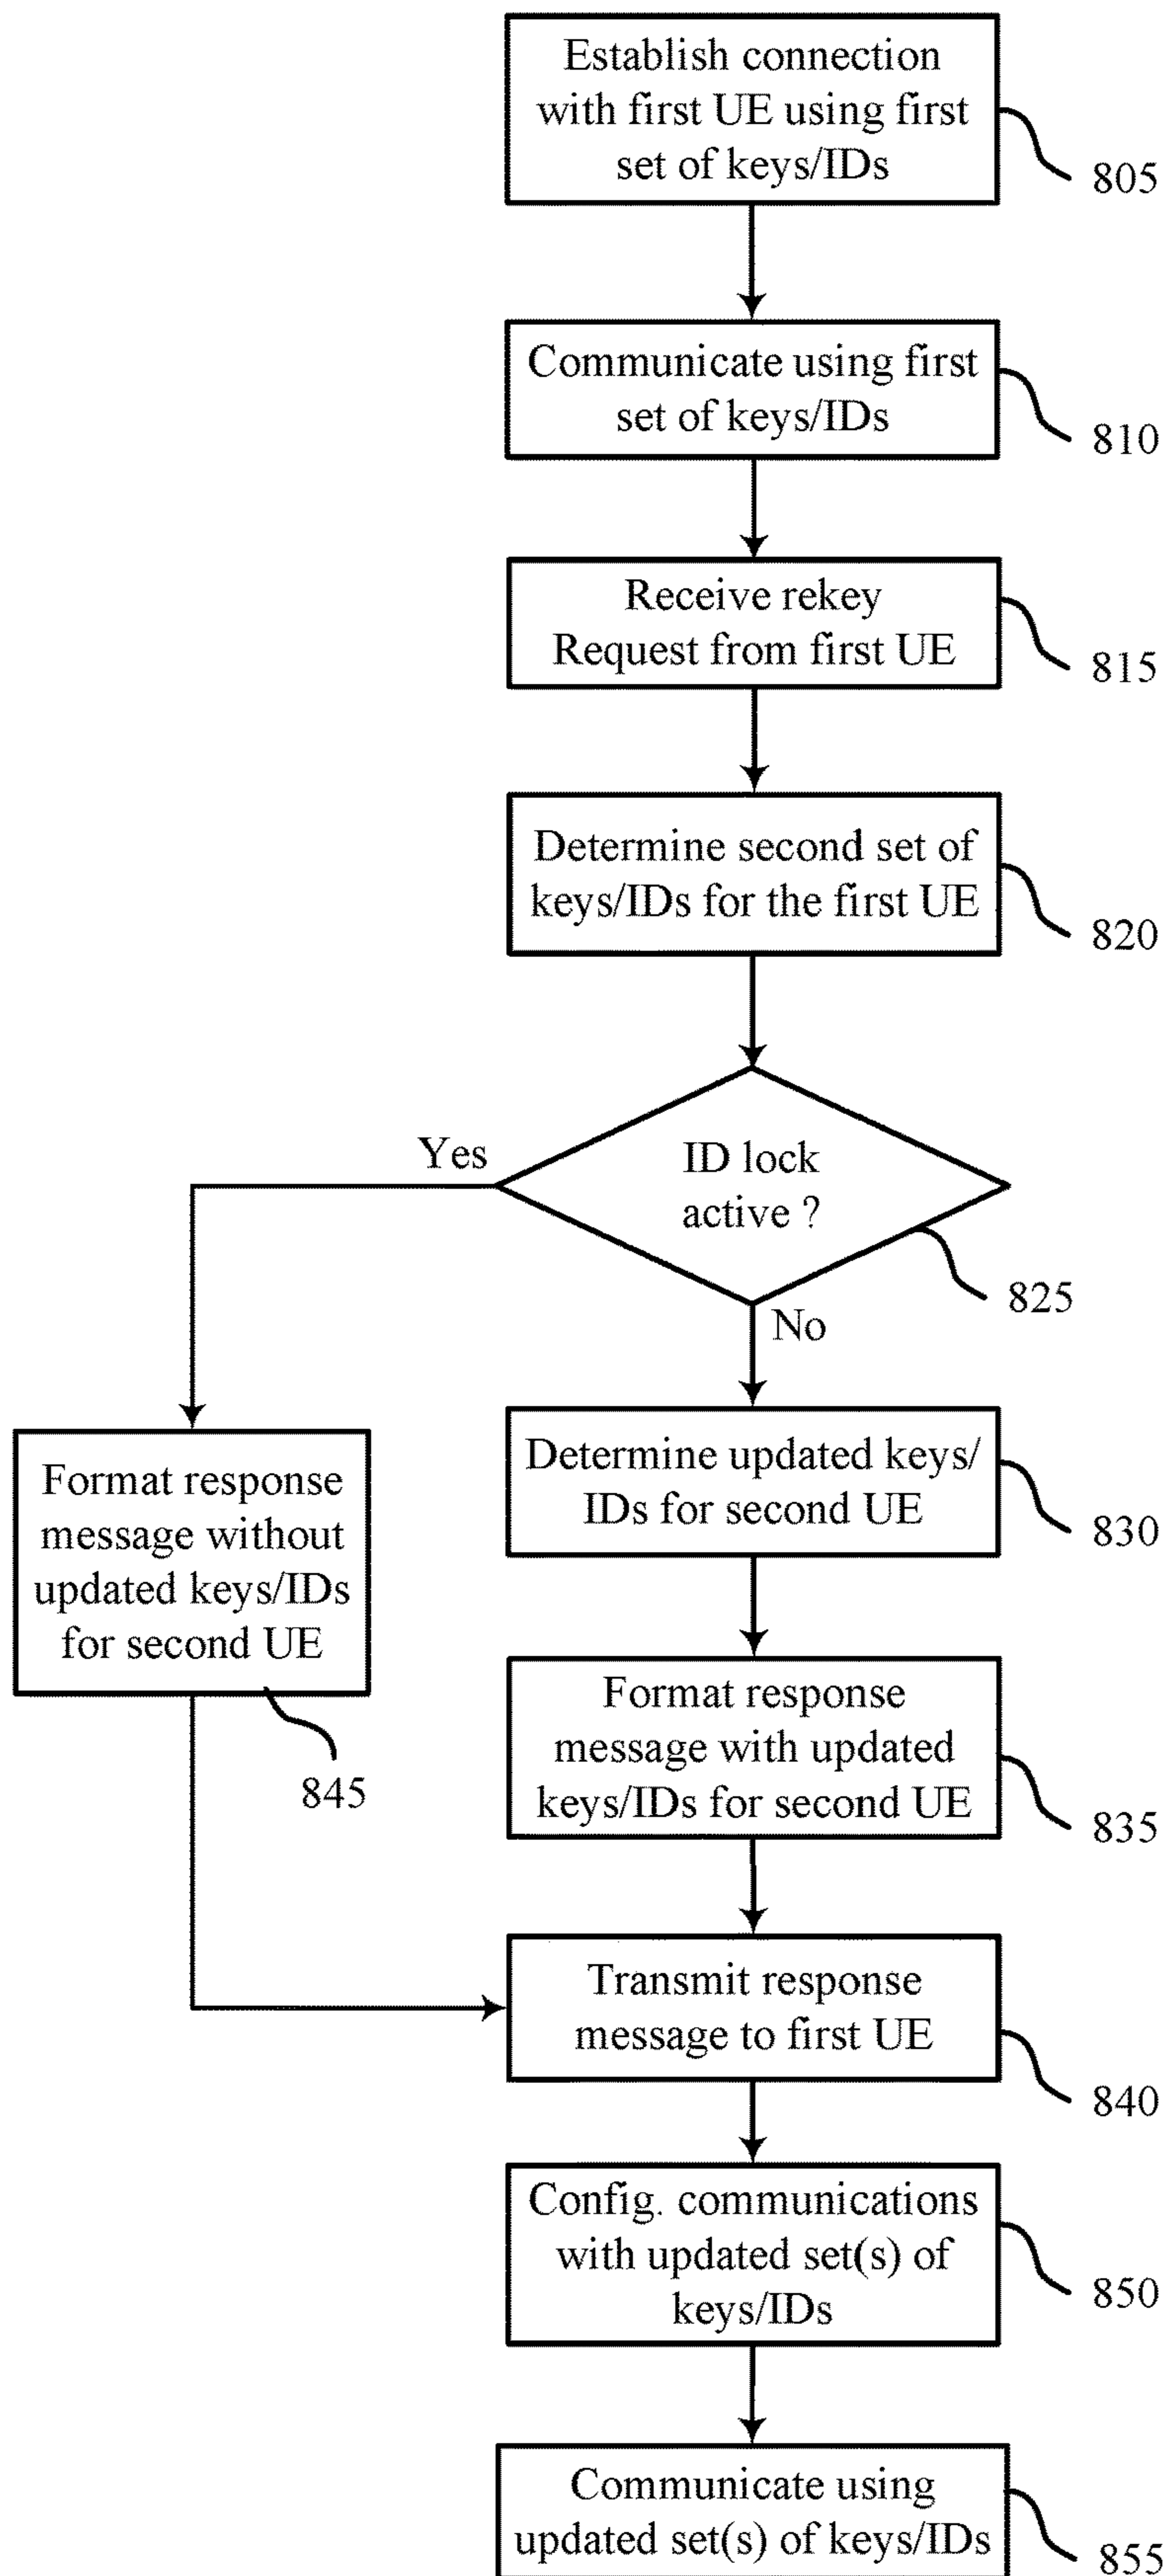 Establish connection
with first UE using first
set of keys/IDs
805
Communicate using first
set of keys/IDs
810
Receive rekey
Request from first UE
815
Determine second set of
keys/IDs for the first UE
820
ID lock
active ?
825
Yes
No
Format response
message without
updated keys/IDs
for second UE
845
Determine updated keys/
IDs for second UE
830
Format response
message with updated
keys/IDs for second UE
835
Transmit response
message to first UE
840
Config. communications
with updated set(s) of
keys/IDs
850
Communicate using
updated set(s) of keys/IDs
855